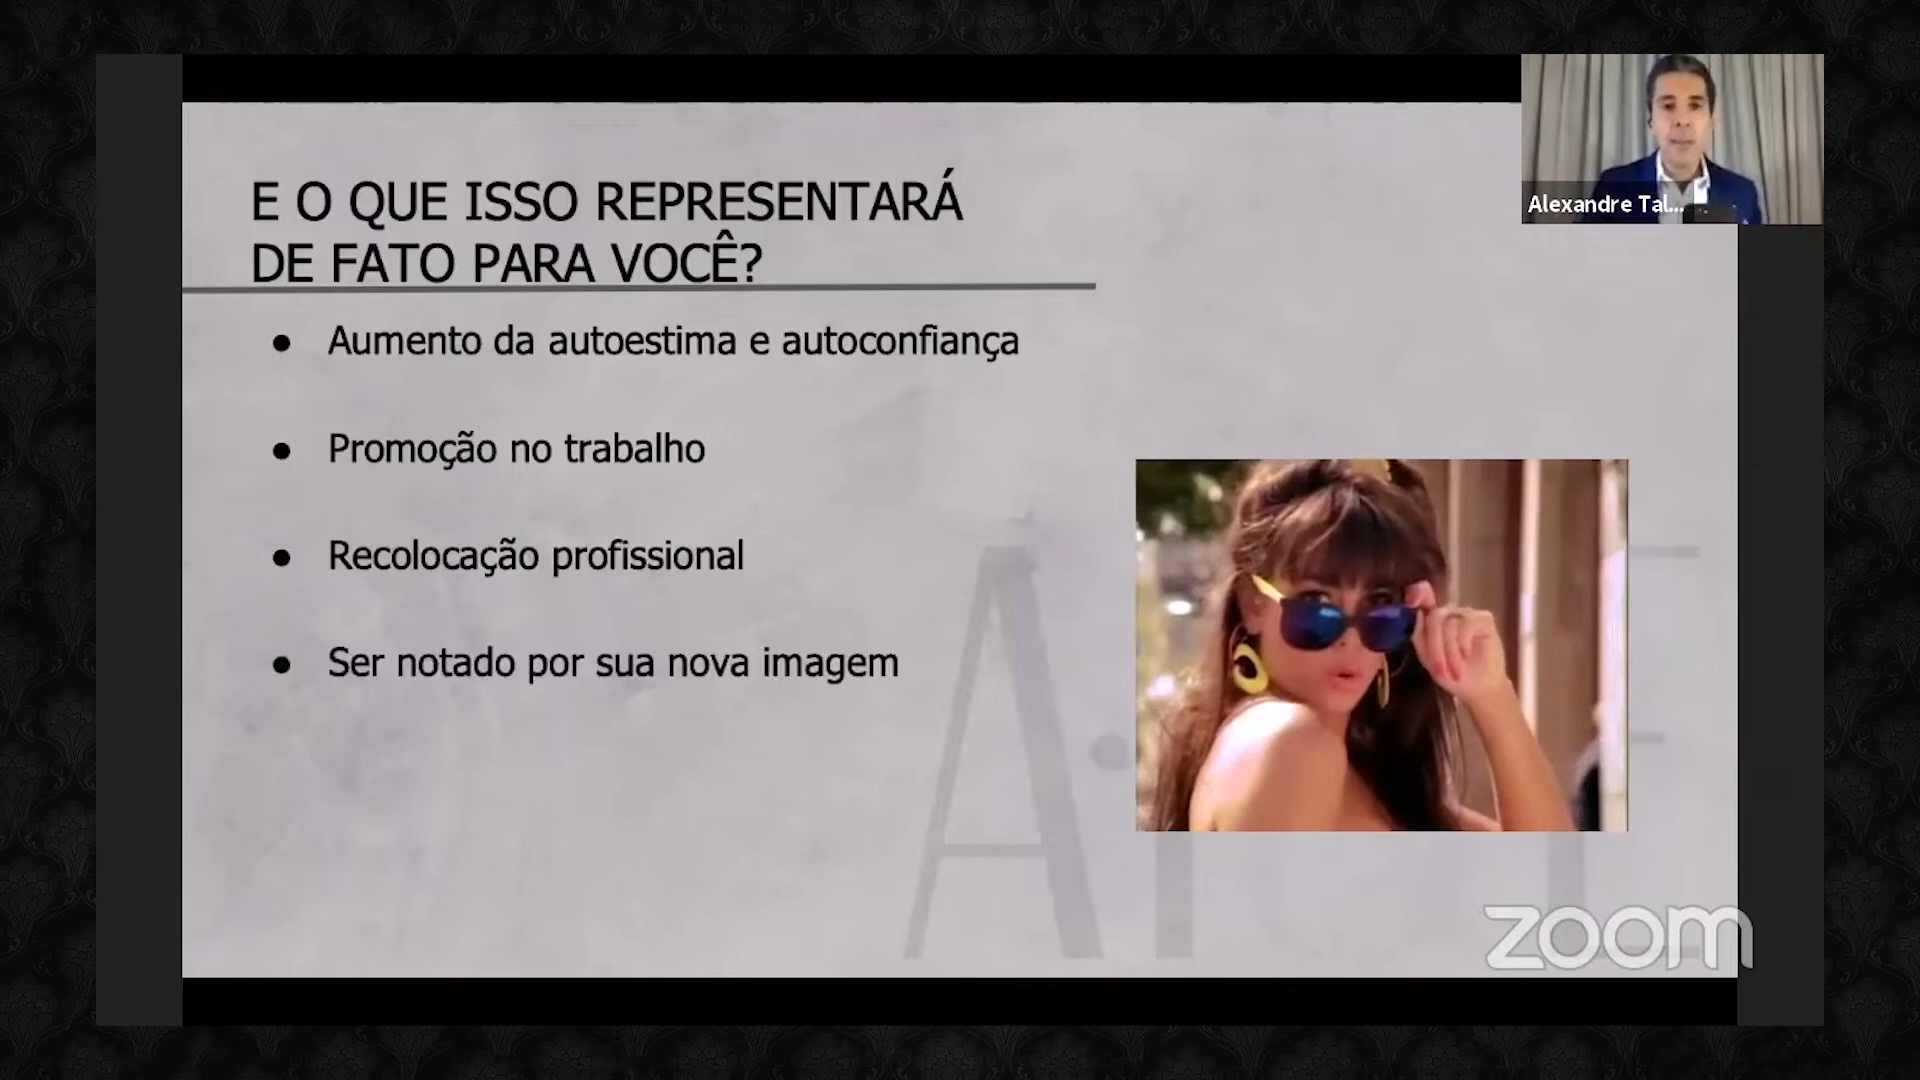 Alexandre Tal...
E O QUE ISSO REPRESENTARÁ
DE FATO PARA VOCÊ?
● Aumento da autoestima e autoconfiança
● Promoção no trabalho
● Recolocação profissional
● Ser notado por sua nova imagem
zoom